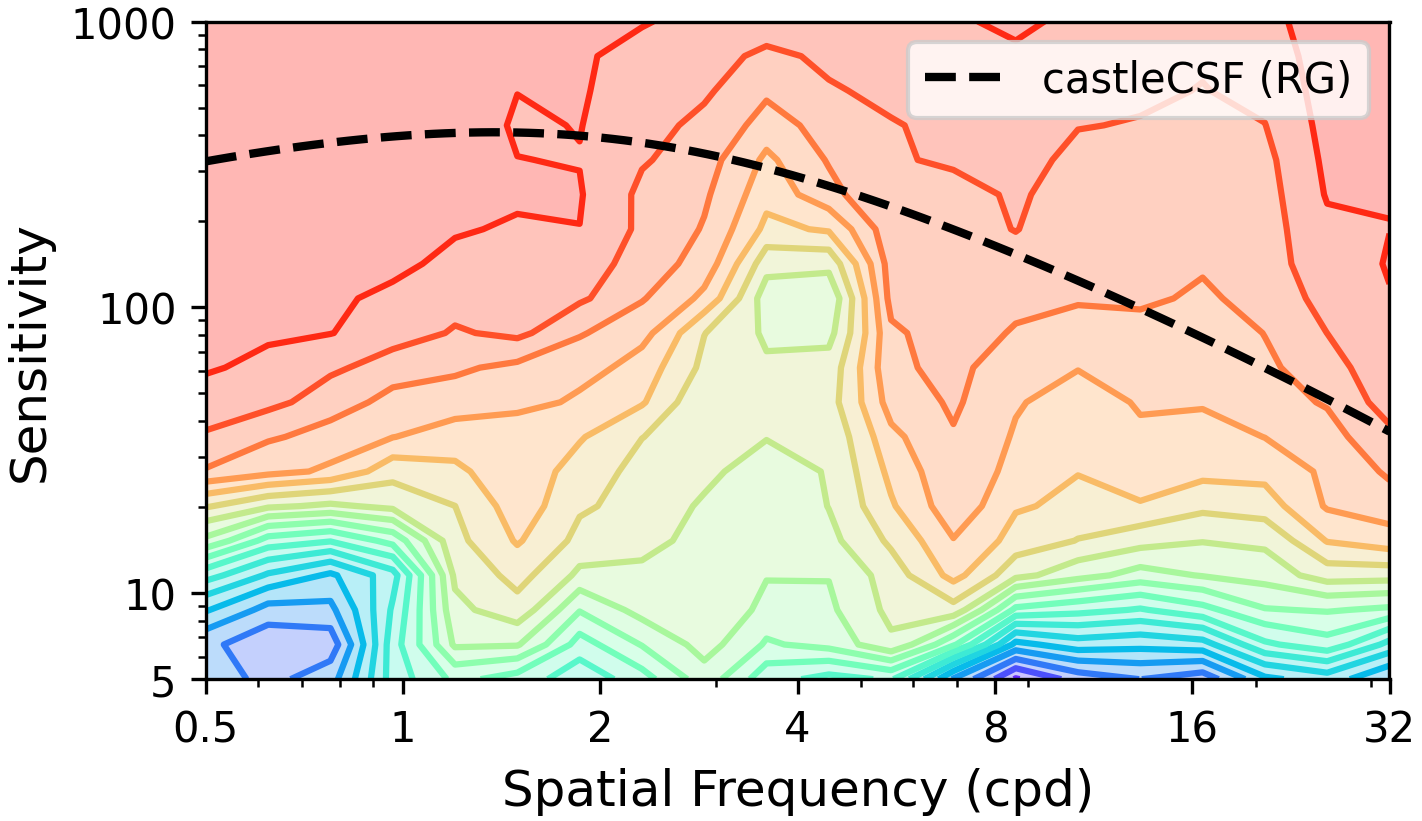 1000
castleCSF (RG)
100
10
5
Sensitivity
0.5 1 2 4 8 16 32
Spatial Frequency (cpd)